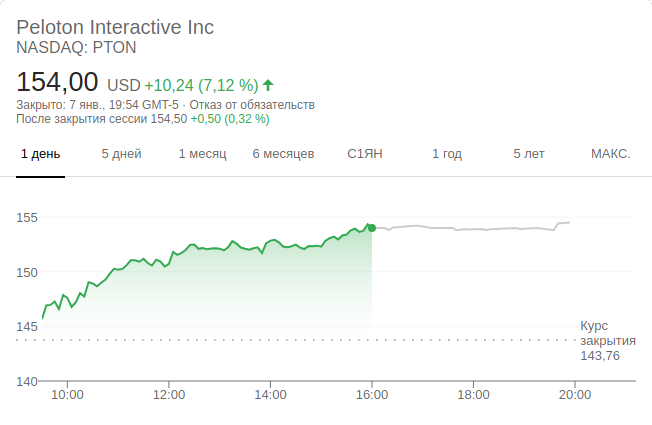 Peloton Interactive Inc
NASDAQ: PTON
154,00 USD +10,24 (7,12 %)
Закрыто: 7 янв., 19:54 GMT-5 · Отказ от обязательств
После закрытия сессии 154,50 +0,50 (0,32 %)
1 день 5 дней 1 месяц 6 месяцев С1ЯН 1 год 5 лет МАКС.
155
150
145
Курс
закрытия
143,76
140
10:00 12:00 14:00 16:00 18:00 20:00